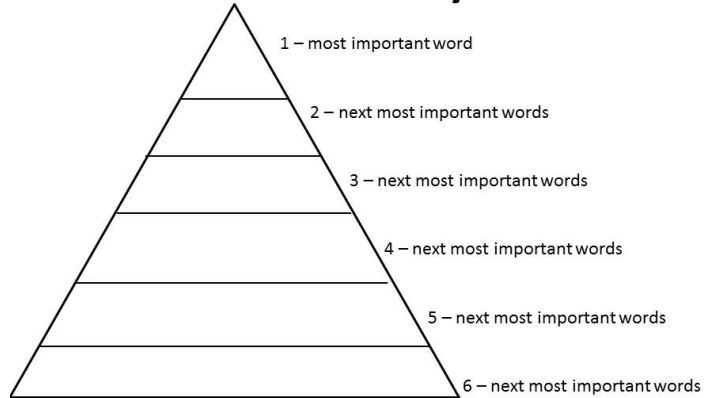 1 – most important word
2 – next most important words
3 – next most important words
4 – next most important words
5 – next most important words
6 – next most important words